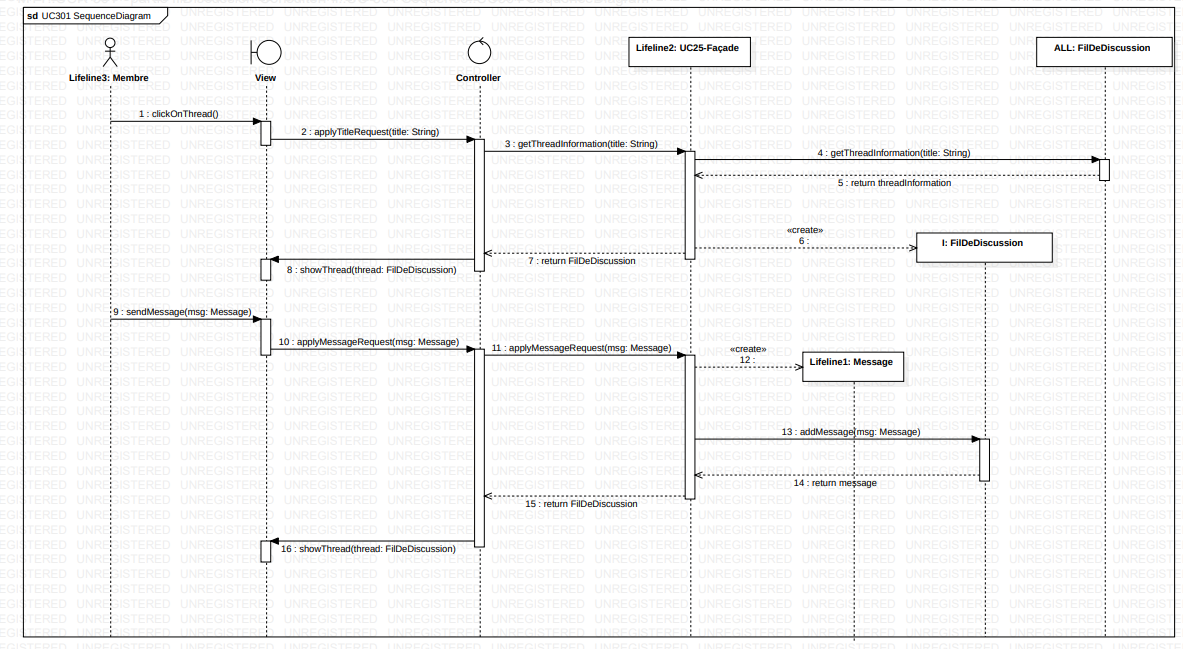 sd UC301 SequenceDiagram
Lifeline2: UC25-Façade
ALL: FilDeDiscussion
Lifeline3: Membre
View
Controller
1 : clickOnThread()
2 : applyTitleRequest(title: String)
3 : getThreadInformation(title: String)
4 : getThreadInformation(title: String)
5 : return threadInformation
«create»
6 :
I: FilDeDiscussion
7 : return FilDeDiscussion
8 : showThread(thread: FilDeDiscussion)
9 : sendMessage(msg: Message)
10 : applyMessageRequest(msg: Message)
11 : applyMessageRequest(msg: Message)
«create»
12 :
Lifeline1: Message
13 : addMessage(msg: Message)
14 : return message
15 : return FilDeDiscussion
16 : showThread(thread: FilDeDiscussion)
UNREGISTERED